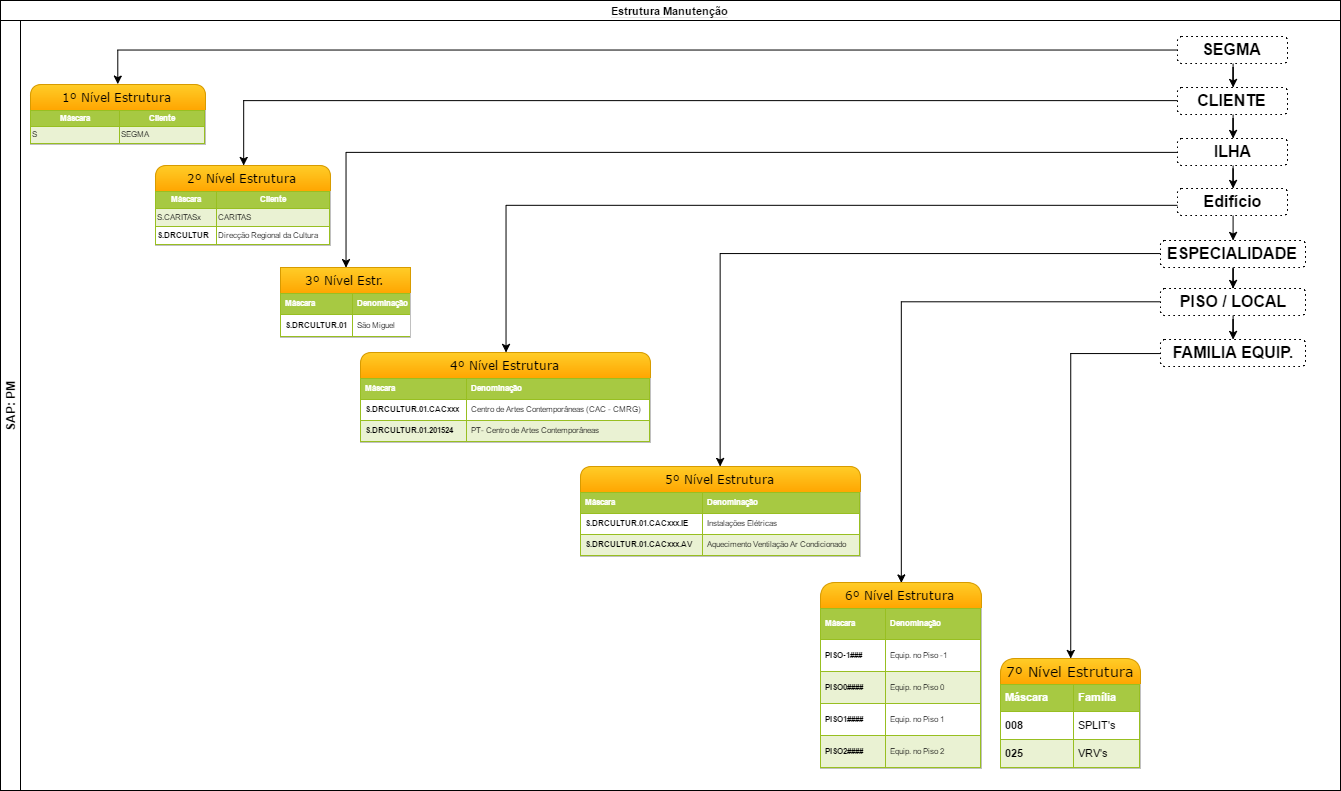 Estrutura Manutenção
SAP: PM
SEGMA
CLIENTE
ILHA
Edifício
ESPECIALIDADE
PISO / LOCAL
FAMILIA EQUIP.
1º Nível Estrutura
Máscara Cliente
S SEGMA
2º Nível Estrutura
Máscara Cliente
S.CARITASx CARITAS
S.DRCULTUR Direcção Regional da Cultura
3º Nível Estr.
Máscara Denominação
S.DRCULTUR.01 São Miguel
4º Nível Estrutura
Máscara Denominação
S.DRCULTUR.01.CACxxx Centro de Artes Contemporâneas (CAC - CMRG)
S.DRCULTUR.01.201524 PT- Centro de Artes Contemporâneas
5º Nível Estrutura
Máscara Denominação
S.DRCULTUR.01.CACxxx.IE Instalações Elétricas
S.DRCULTUR.01.CACxxx.AV Aquecimento Ventilação Ar Condicionado
6º Nível Estrutura
Máscara Denominação
PISO-1### Equip. no Piso -1
PISO0#### Equip. no Piso 0
PISO1#### Equip. no Piso 1
PISO2#### Equip. no Piso 2
7º Nível Estrutura
Máscara Família
008 SPLIT's
025 VRV's